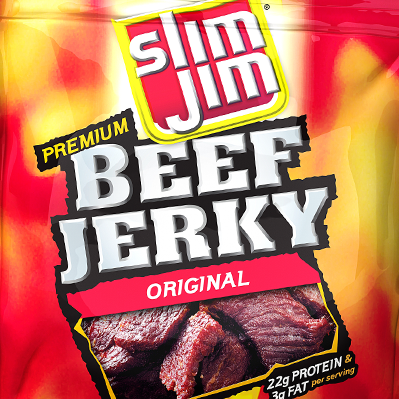 slim
jim
®
PREMIUM
BEEF
JERKY
ORIGINAL
22g PROTEIN &
3g FAT per serving